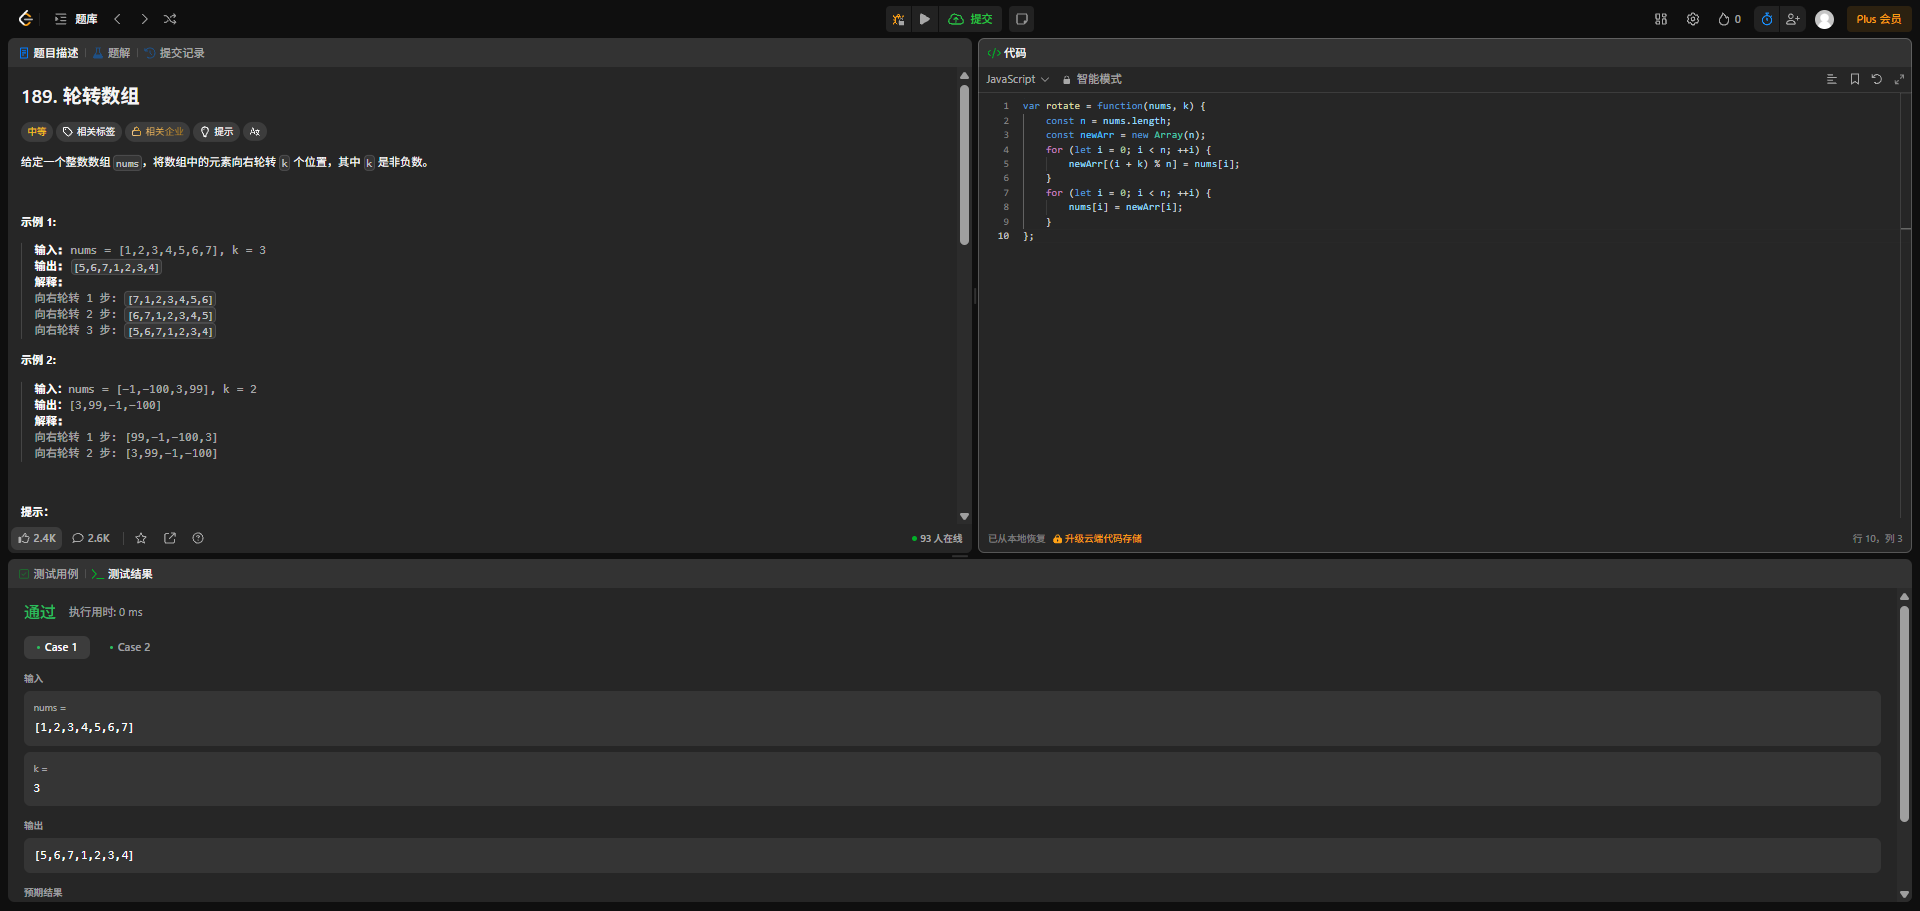 题库
提交
0
Plus 会员
题目描述
题解
提交记录
189. 轮转数组
中等
相关标签
相关企业
提示
给定一个整数数组 nums，将数组中的元素向右轮转 k 个位置，其中 k 是非负数。
示例 1:
输入: nums = [1,2,3,4,5,6,7], k = 3
输出: [5,6,7,1,2,3,4]
解释:
向右轮转 1 步: [7,1,2,3,4,5,6]
向右轮转 2 步: [6,7,1,2,3,4,5]
向右轮转 3 步: [5,6,7,1,2,3,4]
示例 2:
输入：nums = [-1,-100,3,99], k = 2
输出：[3,99,-1,-100]
解释:
向右轮转 1 步: [99,-1,-100,3]
向右轮转 2 步: [3,99,-1,-100]
提示：
2.4K
2.6K
93 人在线
</> 代码
JavaScript
智能模式
1 var rotate = function(nums, k) {
2 const n = nums.length;
3 const newArr = new Array(n);
4 for (let i = 0; i < n; ++i) {
5 newArr[(i + k) % n] = nums[i];
6 }
7 for (let i = 0; i < n; ++i) {
8 nums[i] = newArr[i];
9 }
10 };
已从本地恢复
升级云端代码存储
行 10，列 3
测试用例
测试结果
通过
执行用时: 0 ms
Case 1
Case 2
输入
nums =
[1,2,3,4,5,6,7]
k =
3
输出
[5,6,7,1,2,3,4]
预期结果